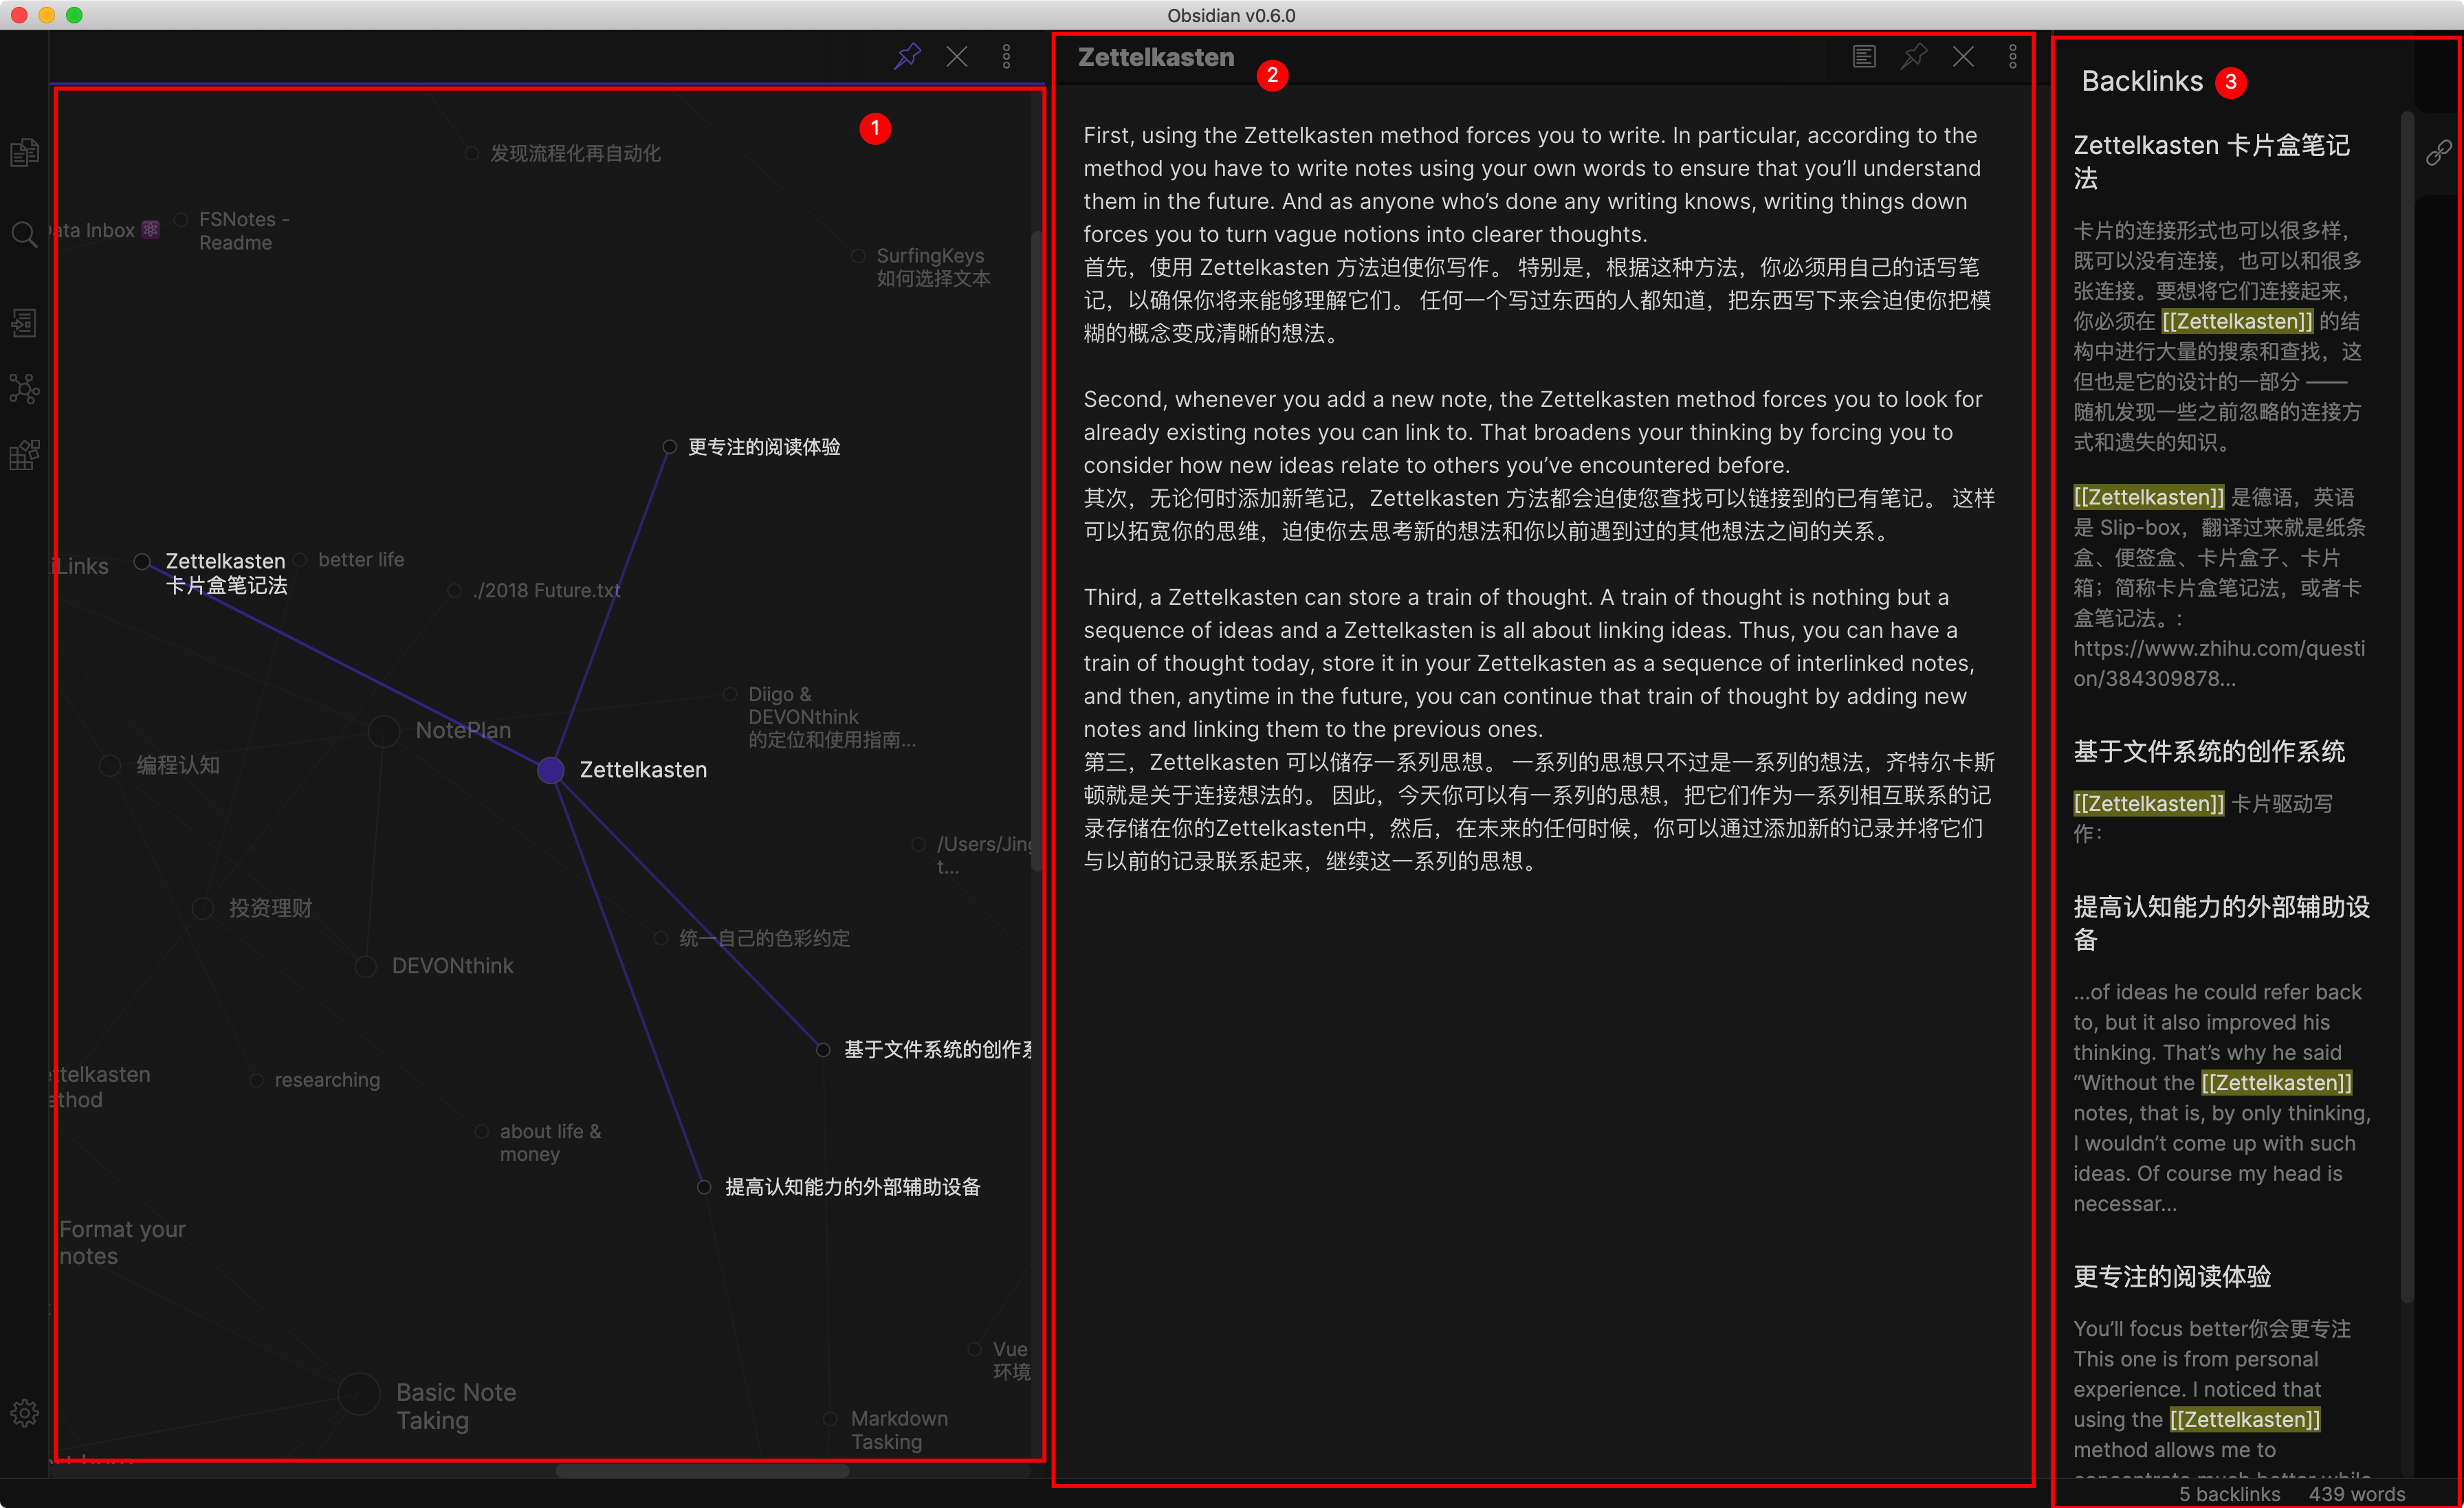 Obsidian v0.6.0
1
发现流程化再自动化
Data Inbox
FSNotes -
Readme
SurfingKeys
如何选择文本
更专注的阅读体验
Links
Zettelkasten
卡片盒笔记法
better life
./2018 Future.txt
Diigo &
DEVONthink
的定位和使用指南...
NotePlan
编程认知
Zettelkasten
/Users/Jing
t...
投资理财
统一自己的色彩约定
DEVONthink
基于文件系统的创作系
ttelkasten
thod
researching
about life &
money
提高认知能力的外部辅助设备
Format your
notes
Vue
环境
Basic Note
Taking
Markdown
Tasking
Zettelkasten
2
First, using the Zettelkasten method forces you to write. In particular, according to the
method you have to write notes using your own words to ensure that you’ll understand
them in the future. And as anyone who’s done any writing knows, writing things down
forces you to turn vague notions into clearer thoughts.
首先，使用 Zettelkasten 方法迫使你写作。 特别是，根据这种方法，你必须用自己的话写笔
记，以确保你将来能够理解它们。 任何一个写过东西的人都知道，把东西写下来会迫使你把模
糊的概念变成清晰的想法。
Second, whenever you add a new note, the Zettelkasten method forces you to look for
already existing notes you can link to. That broadens your thinking by forcing you to
consider how new ideas relate to others you’ve encountered before.
其次，无论何时添加新笔记，Zettelkasten 方法都会迫使您查找可以链接到的已有笔记。 这样
可以拓宽你的思维，迫使你去思考新的想法和你以前遇到过的其他想法之间的关系。
Third, a Zettelkasten can store a train of thought. A train of thought is nothing but a
sequence of ideas and a Zettelkasten is all about linking ideas. Thus, you can have a
train of thought today, store it in your Zettelkasten as a sequence of interlinked notes,
and then, anytime in the future, you can continue that train of thought by adding new
notes and linking them to the previous ones.
第三，Zettelkasten 可以储存一系列思想。 一系列的思想只不过是一系列的想法，齐特尔卡斯
顿就是关于连接想法的。 因此，今天你可以有一系列的思想，把它们作为一系列相互联系的记
录存储在你的Zettelkasten中，然后，在未来的任何时候，你可以通过添加新的记录并将它们
与以前的记录联系起来，继续这一系列的思想。
Backlinks
3
Zettelkasten 卡片盒笔记
法
卡片的连接形式也可以很多样，
既可以没有连接，也可以和很多
张连接。要想将它们连接起来，
你必须在 [[Zettelkasten]] 的结
构中进行大量的搜索和查找，这
但也是它的设计的一部分 ——
随机发现一些之前忽略的连接方
式和遗失的知识。
[[Zettelkasten]] 是德语，英语
是 Slip-box，翻译过来就是纸条
盒、便签盒、卡片盒子、卡片
箱；简称卡片盒笔记法，或者卡
盒笔记法。:
https://www.zhihu.com/questi
on/384309878...
基于文件系统的创作系统
[[Zettelkasten]] 卡片驱动写
作：
提高认知能力的外部辅助设
备
...of ideas he could refer back
to, but it also improved his
thinking. That’s why he said
“Without the [[Zettelkasten]]
notes, that is, by only thinking,
I wouldn’t come up with such
ideas. Of course my head is
necessar...
更专注的阅读体验
You’ll focus better你会更专注
This one is from personal
experience. I noticed that
using the [[Zettelkasten]]
method allows me to
concentrate much better while
5 backlinks 439 words